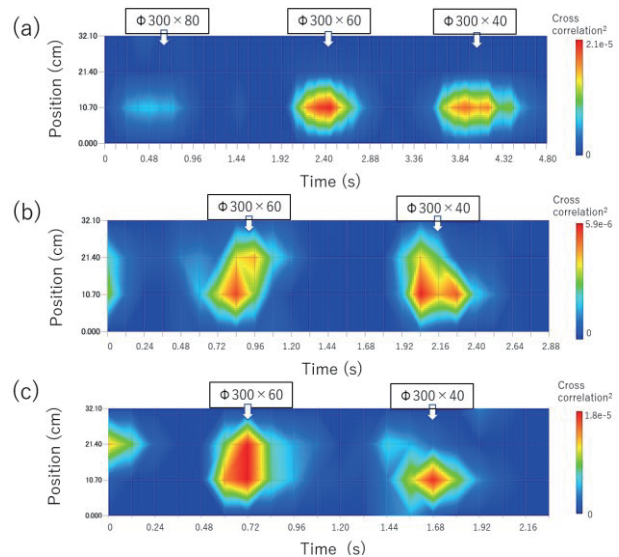 (a)
Φ300×80
Φ300×60
Φ300×40
Cross
correlation²
2.1e-5
0
Position (cm)
32.10
21.40
10.70
0.000
0.0
0.48
0.96
1.44
1.92
2.40
2.88
3.36
3.84
4.32
4.80
Time (s)
(b)
Φ300×60
Φ300×40
Cross
correlation²
5.9e-6
0
Position (cm)
32.10
21.40
10.70
0.000
0.0
0.24
0.48
0.72
0.96
1.20
1.44
1.68
1.92
2.16
2.40
2.16
2.88
Time (s)
(c)
Φ300×60
Φ300×40
Cross
correlation²
1.8e-5
0
Position (cm)
32.10
21.40
10.70
0.000
0.0
0.24
0.48
0.72
0.96
1.20
1.44
1.68
1.92
2.16
Time (s)